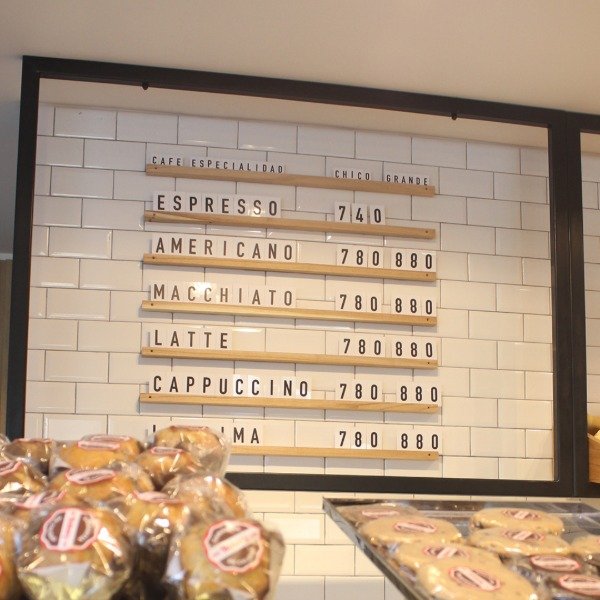 CAFE ESPECIALIDAD CHICO GRANDE
ESPRESSO 740
AMERICANO 780 880
MACCHIATO 780 880
LATTE 780 880
CAPPUCCINO 780 880
780 880